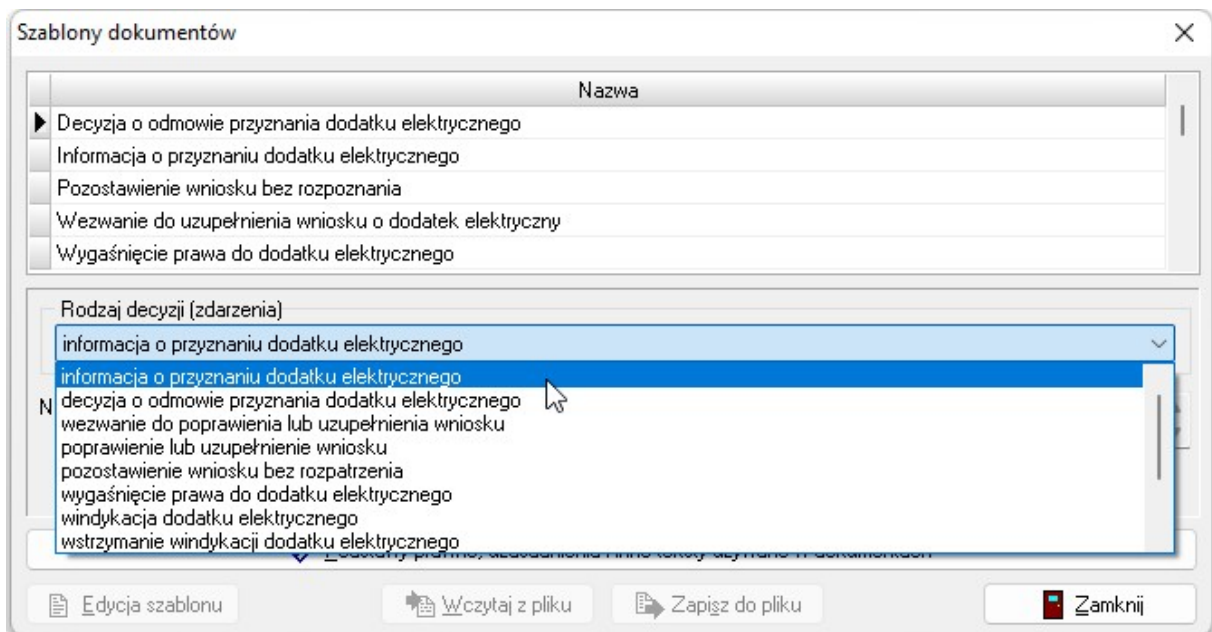 Szablony dokumentów
Nazwa
Decyzja o odmowie przyznania dodatku elektrycznego
Informacja o przyznaniu dodatku elektrycznego
Pozostawienie wniosku bez rozpoznania
Wezwanie do uzupełnienia wniosku o dodatek elektryczny
Wygaśnięcie prawa do dodatku elektrycznego
Rodzaj decyzji (zdarzenia)
informacja o przyznaniu dodatku elektrycznego
informacja o przyznaniu dodatku elektrycznego
decyzja o odmowie przyznania dodatku elektrycznego
N
wezwanie do poprawienia lub uzupełnienia wniosku
poprawienie lub uzupełnienie wniosku
pozostawienie wniosku bez rozpatrzenia
wygaśnięcie prawa do dodatku elektrycznego
windykacja dodatku elektrycznego
wstrzymanie windykacji dodatku elektrycznego
Edycja szablonu
Wczytaj z pliku
Zapisz do pliku
Zamknij